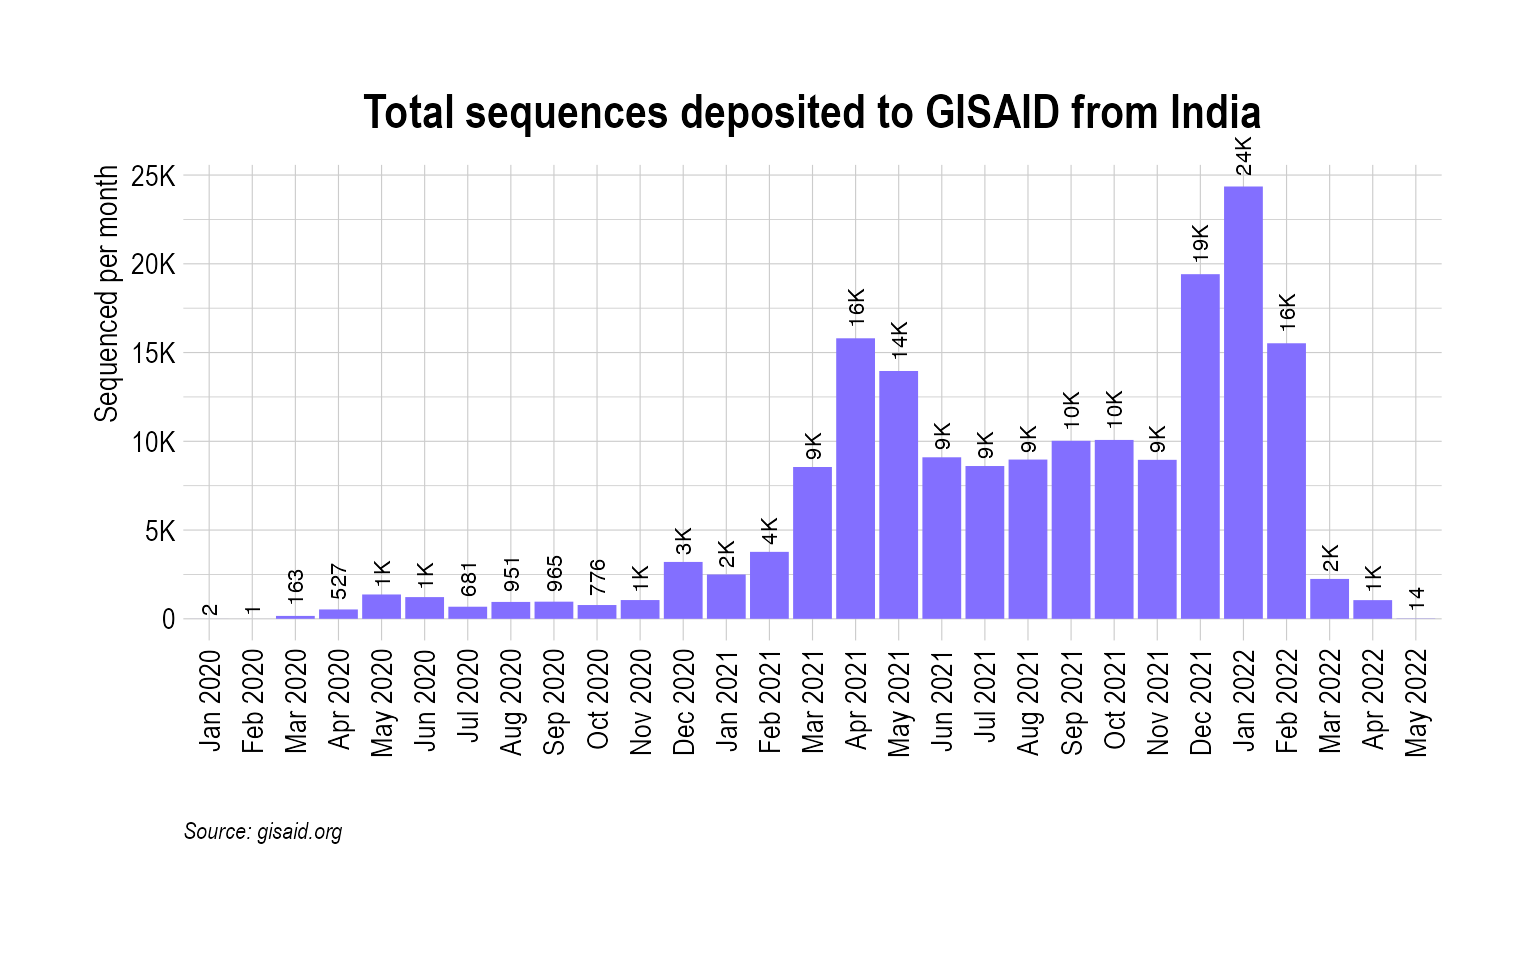 Total sequences deposited to GISAID from India
Sequenced per month
25K
20K
15K
10K
5K
0
2
1
163
527
1K
1K
681
951
965
776
1K
3K
2K
4K
9K
16K
14K
9K
9K
9K
10K
10K
9K
19K
24K
16K
2K
1K
14
Jan 2020
Feb 2020
Mar 2020
Apr 2020
May 2020
Jun 2020
Jul 2020
Aug 2020
Sep 2020
Oct 2020
Nov 2020
Dec 2020
Jan 2021
Feb 2021
Mar 2021
Apr 2021
May 2021
Jun 2021
Jul 2021
Aug 2021
Sep 2021
Oct 2021
Nov 2021
Dec 2021
Jan 2022
Feb 2022
Mar 2022
Apr 2022
May 2022
Source: gisaid.org